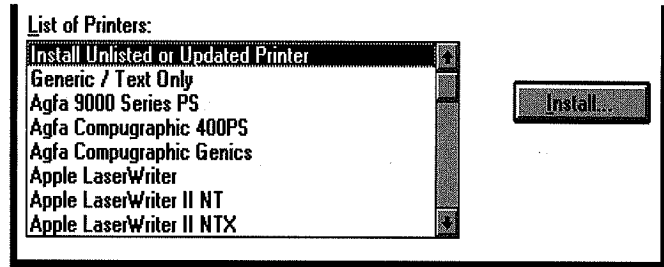 List of Printers:
Install Unlisted or Updated Printer
Generic / Text Only
Agfa 9000 Series PS
Agfa Compugraphic 400PS
Agfa Compugraphic Genics
Apple LaserWriter
Apple LaserWriter II NT
Apple LaserWriter II NTX
Install...